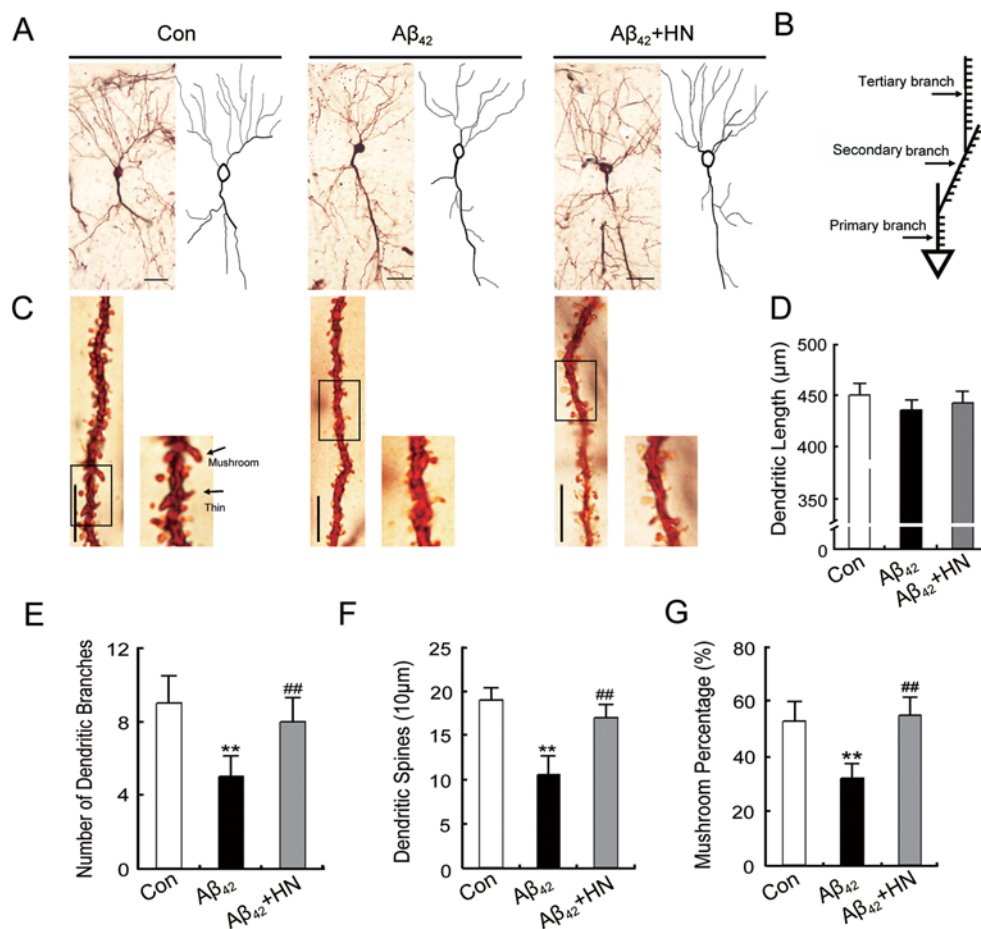 A
Con
Aβ₄₂
Aβ₄₂+HN
B
Tertiary branch
Secondary branch
Primary branch
C
Mushroom
Thin
D
Dendritic Length (μm)
500
450
400
350
0
Con
Aβ₄₂
Aβ₄₂+HN
E
Number of Dendritic Branches
12
8
4
0
**
##
Con
Aβ₄₂
Aβ₄₂+HN
F
Dendritic Spines (10μm)
25
20
15
10
5
0
**
##
Con
Aβ₄₂
Aβ₄₂+HN
G
Mushroom Percentage (%)
80
60
40
20
0
**
##
Con
Aβ₄₂
Aβ₄₂+HN